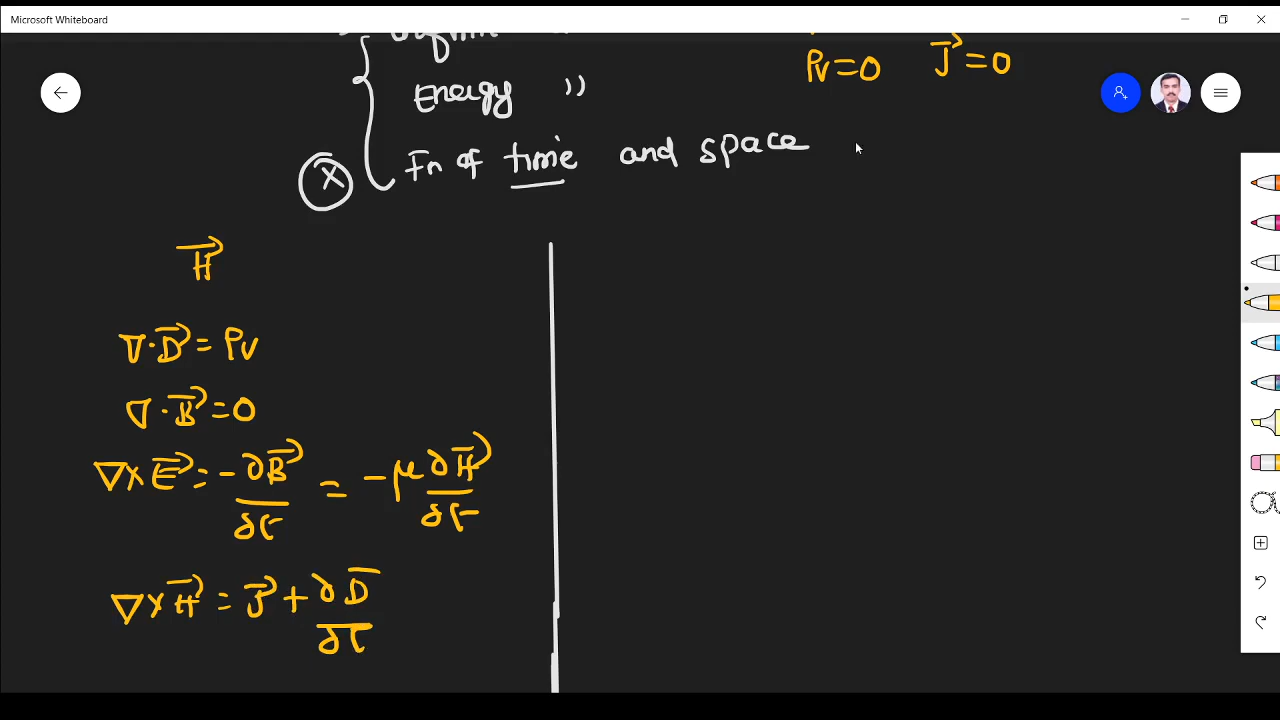 Microsoft Whiteboard
ρv=0 J⃗=0
Energy ''
Fn of time and space
X
H⃗
∇·D⃗=ρv
∇·B⃗=0
∇×E⃗=-∂B⃗/∂t = -μ∂H⃗/∂t
∇×H⃗=J⃗+∂D̅/∂t